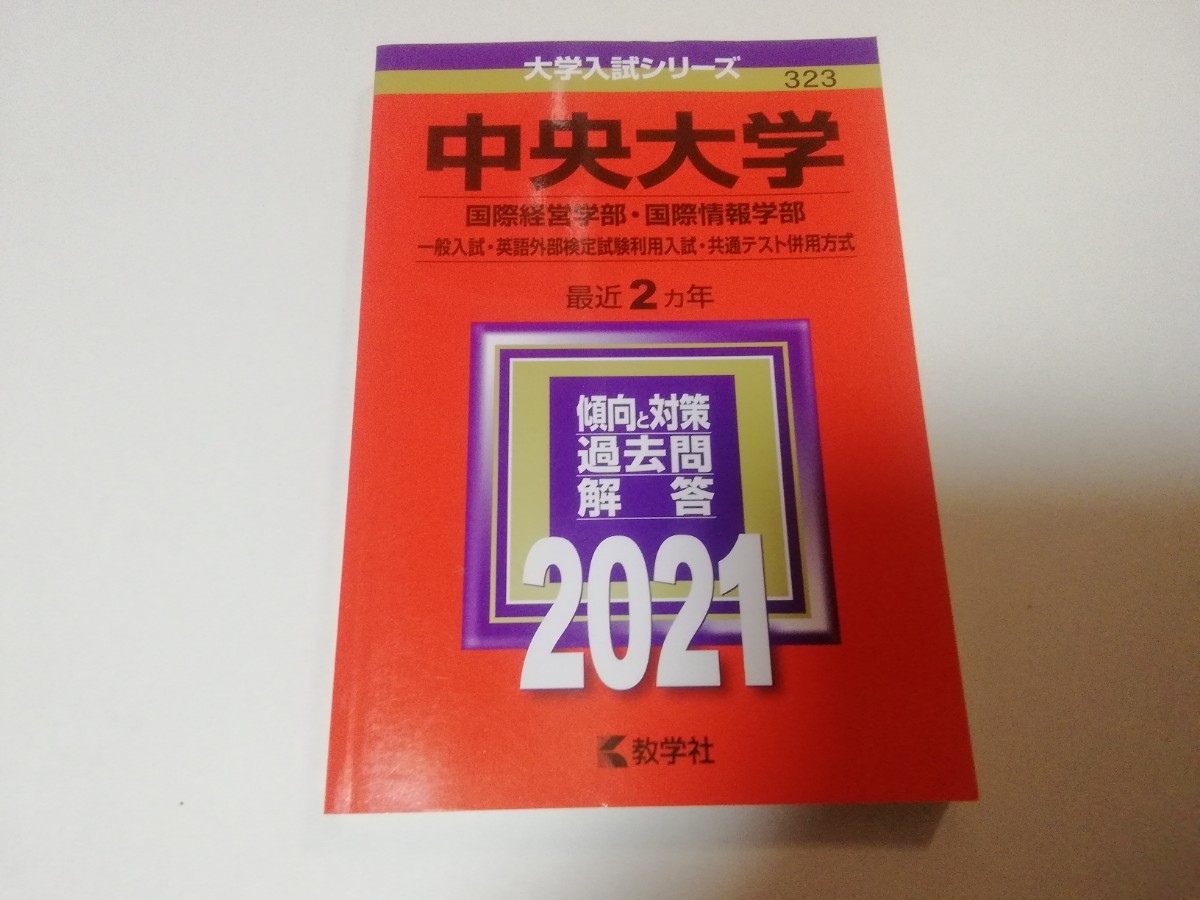 大学入試シリーズ
323
中央大学
国際経営学部・国際情報学部
一般入試・英語外部検定試験利用入試・共通テスト併用方式
最近2カ年
傾向と対策
過去問
解答
2021
教学社